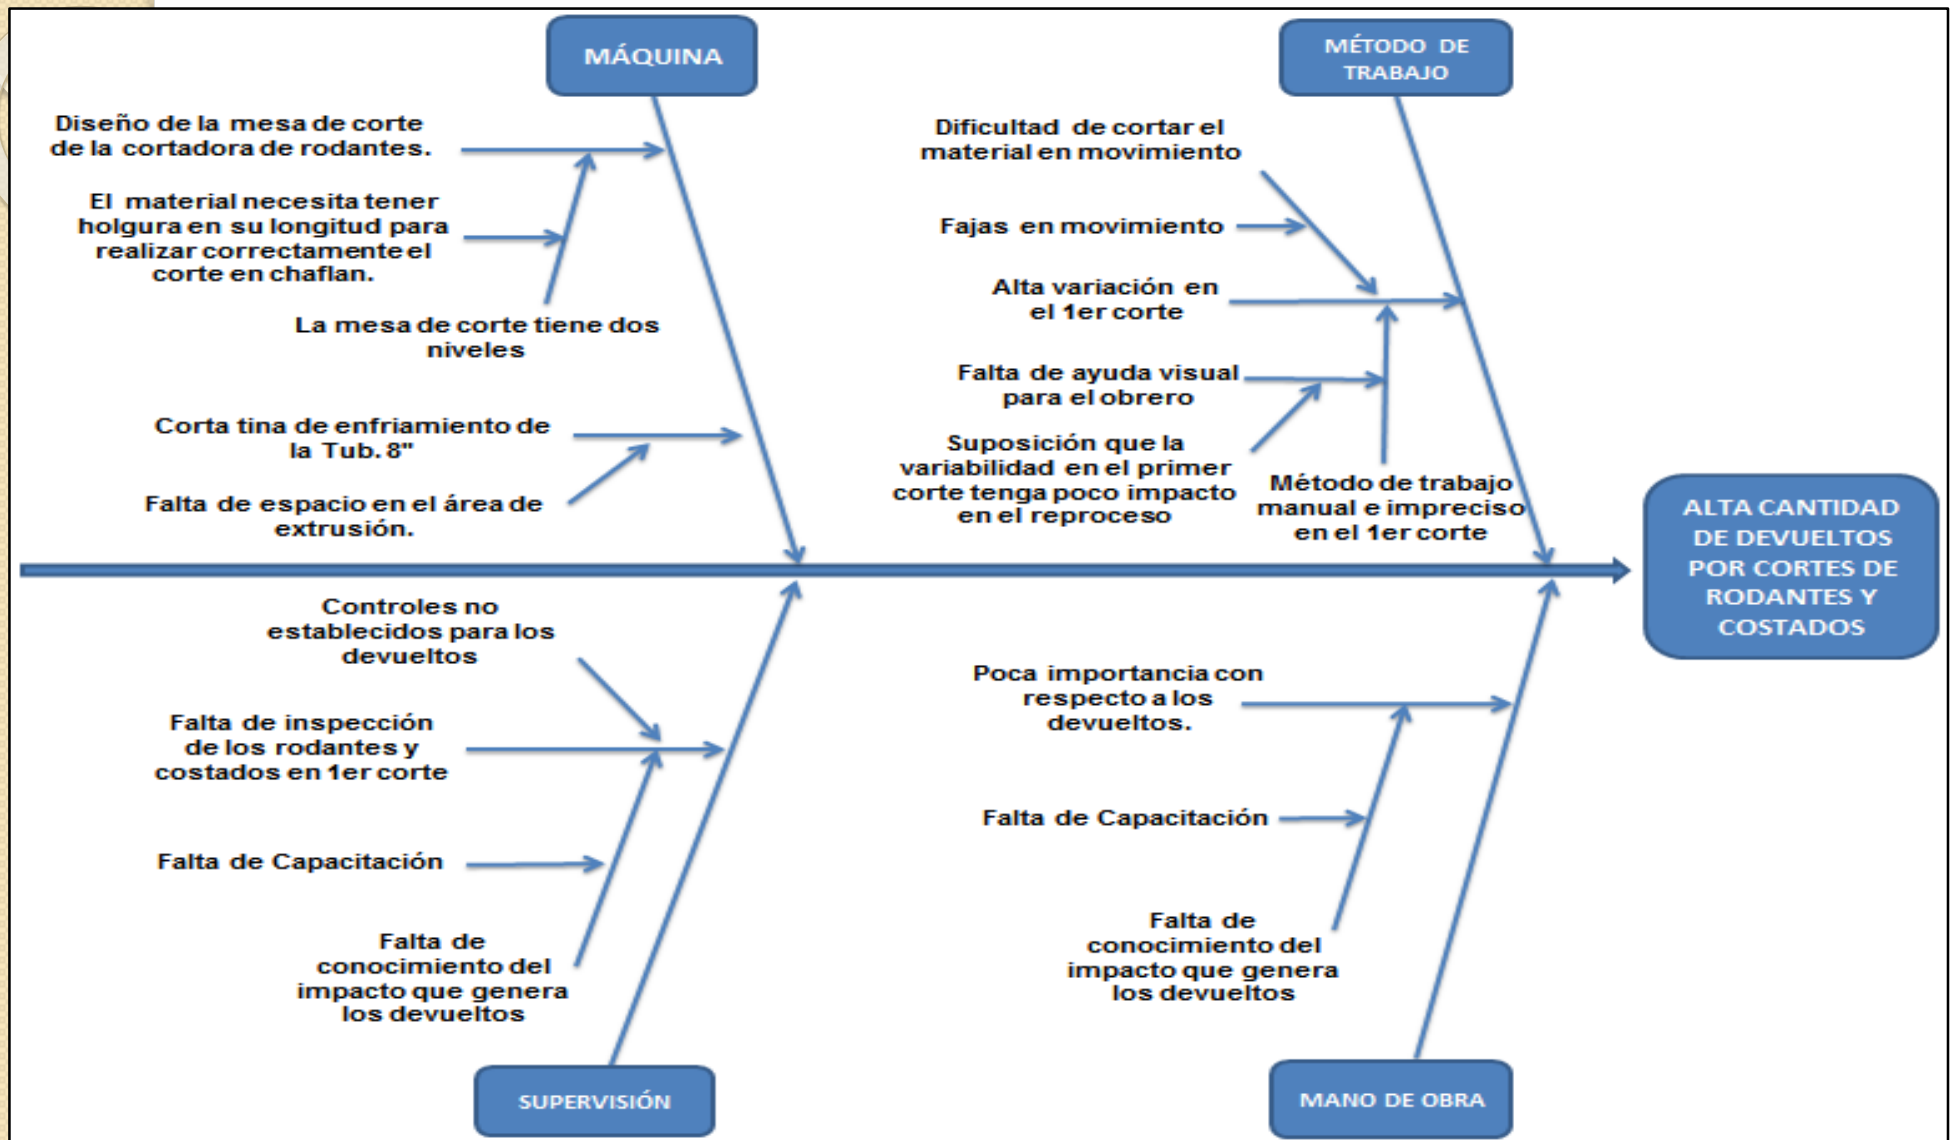 MÁQUINA
Diseño de la mesa de corte
de la cortadora de rodantes.
El material necesita tener
holgura en su longitud para
realizar correctamente el
corte en chaflan.
La mesa de corte tiene dos
niveles
Corta tina de enfriamiento de
la Tub. 8"
Falta de espacio en el área de
extrusión.
MÉTODO DE
TRABAJO
Dificultad de cortar el
material en movimiento
Fajas en movimiento
Alta variación en
el 1er corte
Falta de ayuda visual
para el obrero
Suposición que la
variabilidad en el primer
corte tenga poco impacto
en el reproceso
Método de trabajo
manual e impreciso
en el 1er corte
ALTA CANTIDAD
DE DEVUELTOS
POR CORTES DE
RODANTES Y
COSTADOS
Controles no
establecidos para los
devueltos
Falta de inspección
de los rodantes y
costados en 1er corte
Falta de Capacitación
Falta de
conocimiento del
impacto que genera
los devueltos
SUPERVISIÓN
Poca importancia con
respecto a los
devueltos.
Falta de Capacitación
Falta de
conocimiento del
impacto que genera
los devueltos
MANO DE OBRA